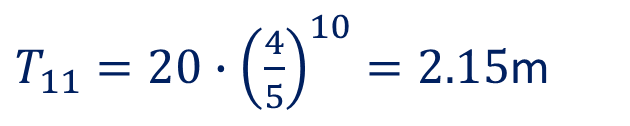 T₁₁ = 20 · (4/5)¹⁰ = 2.15m